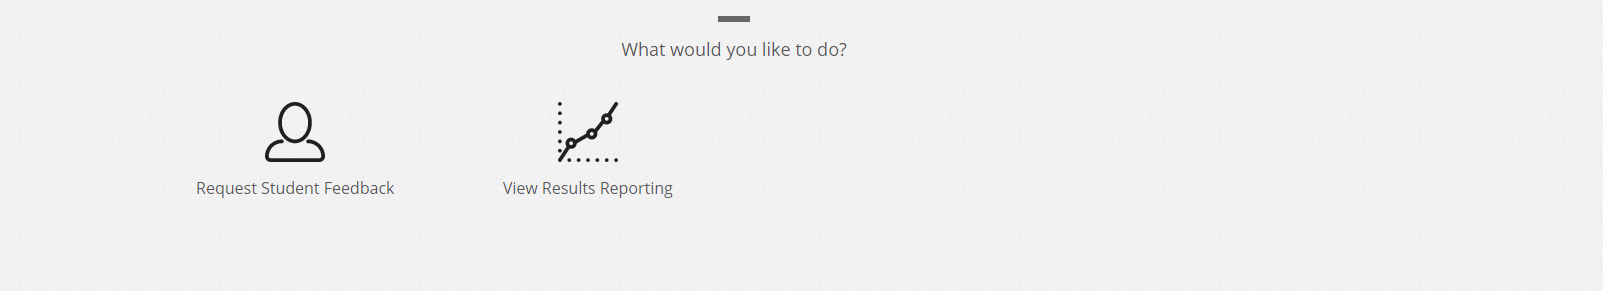 What would you like to do?
Request Student Feedback
View Results Reporting